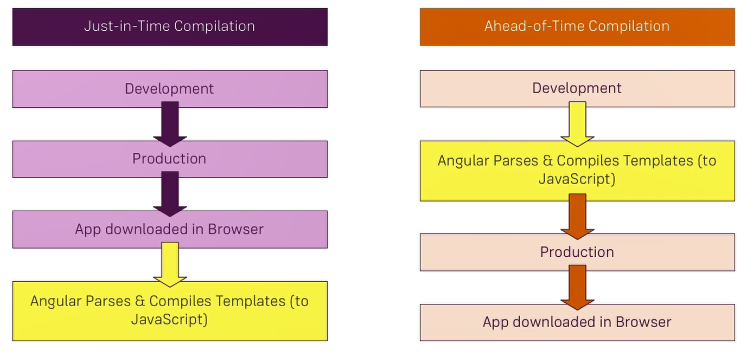 Just-in-Time Compilation
Development
Production
App downloaded in Browser
Angular Parses & Compiles Templates (to
JavaScript)
Ahead-of-Time Compilation
Development
Angular Parses & Compiles Templates (to
JavaScript)
Production
App downloaded in Browser